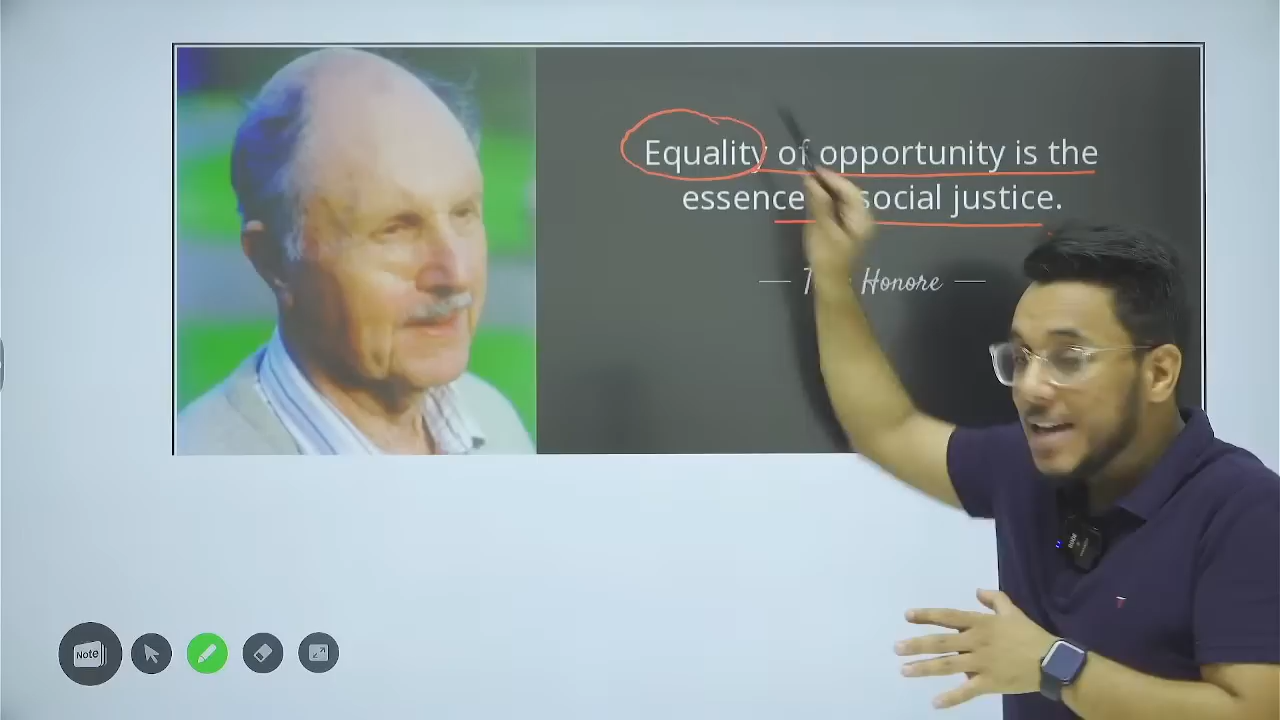 Equality of opportunity is the
essence social justice.
— Honore —
Note